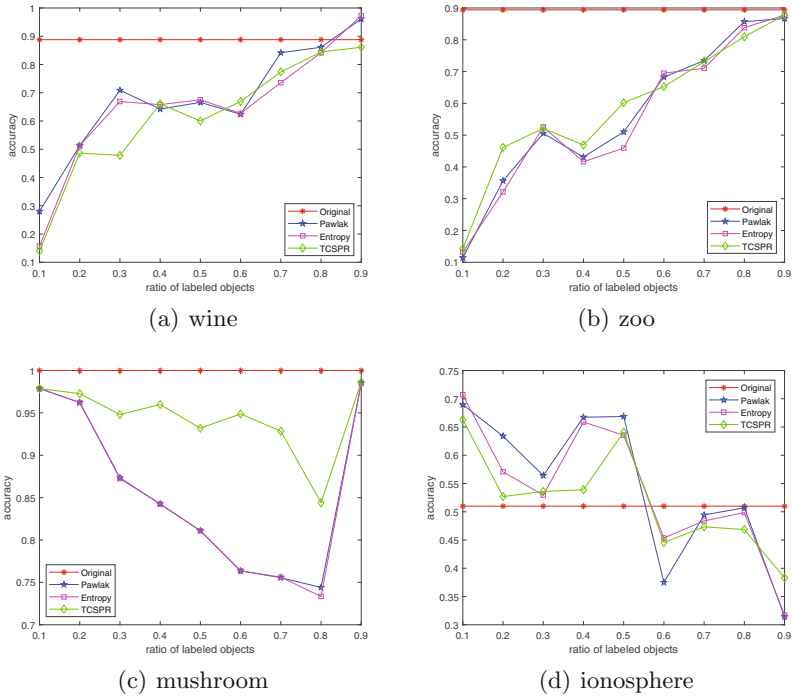 1
0.9
0.8
0.7
0.6
0.5
0.4
0.3
0.2
0.1
accuracy
0.1 0.2 0.3 0.4 0.5 0.6 0.7 0.8 0.9
ratio of labeled objects
Original
Pawlak
Entropy
TCSPR
(a) wine
0.9
0.8
0.7
0.6
0.5
0.4
0.3
0.2
0.1
accuracy
0.1 0.2 0.3 0.4 0.5 0.6 0.7 0.8 0.9
ratio of labeled objects
Original
Pawlak
Entropy
TCSPR
(b) zoo
1
0.95
0.9
0.85
0.8
0.75
0.7
accuracy
0.1 0.2 0.3 0.4 0.5 0.6 0.7 0.8 0.9
ratio of labeled objects
Original
Pawlak
Entropy
TCSPR
(c) mushroom
0.75
0.7
0.65
0.6
0.55
0.5
0.45
0.4
0.35
0.3
accuracy
0.1 0.2 0.3 0.4 0.5 0.6 0.7 0.8 0.9
ratio of labeled objects
Original
Pawlak
Entropy
TCSPR
(d) ionosphere